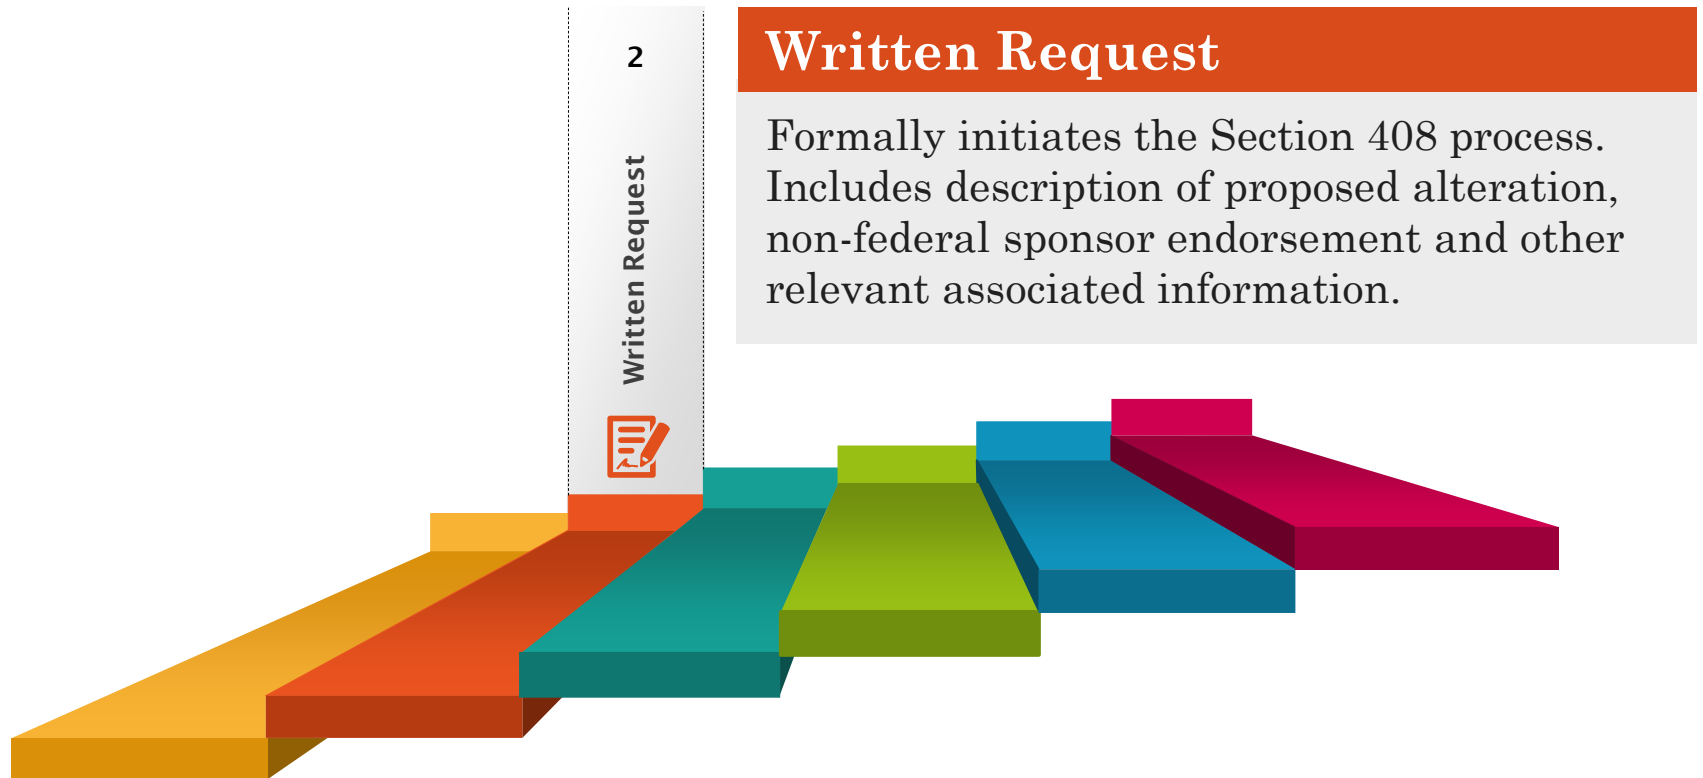 2
Written Request
Written Request
Formally initiates the Section 408 process.
Includes description of proposed alteration,
non-federal sponsor endorsement and other
relevant associated information.